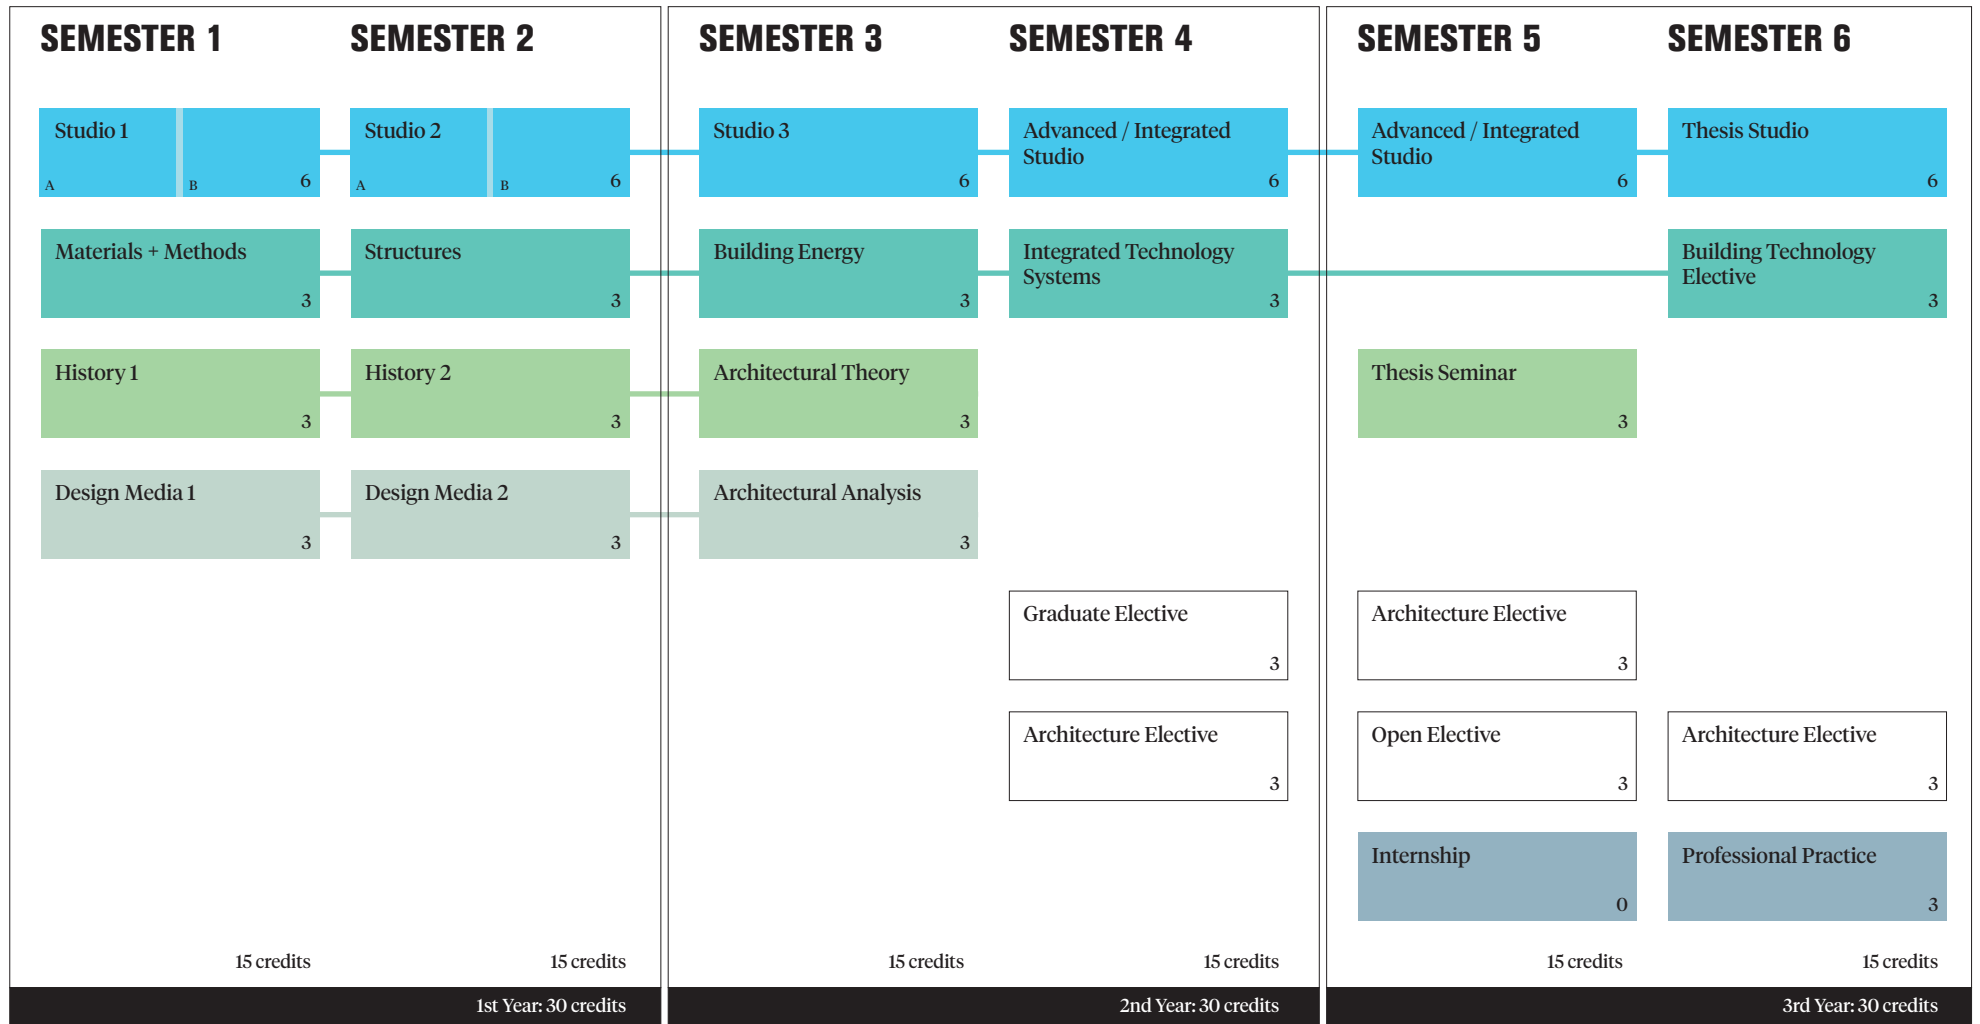 SEMESTER 1
SEMESTER 2
SEMESTER 3
SEMESTER 4
SEMESTER 5
SEMESTER 6
Studio 1
A
B
6
Studio 2
A
B
6
Studio 3
6
Advanced / Integrated
Studio
6
Advanced / Integrated
Studio
6
Thesis Studio
6
Materials + Methods
3
Structures
3
Building Energy
3
Integrated Technology
Systems
3
Building Technology
Elective
3
History 1
3
History 2
3
Architectural Theory
3
Thesis Seminar
3
Design Media 1
3
Design Media 2
3
Architectural Analysis
3
Graduate Elective
3
Architecture Elective
3
Architecture Elective
3
Open Elective
3
Architecture Elective
3
Internship
0
Professional Practice
3
15 credits
15 credits
15 credits
15 credits
15 credits
15 credits
1st Year: 30 credits
2nd Year: 30 credits
3rd Year: 30 credits